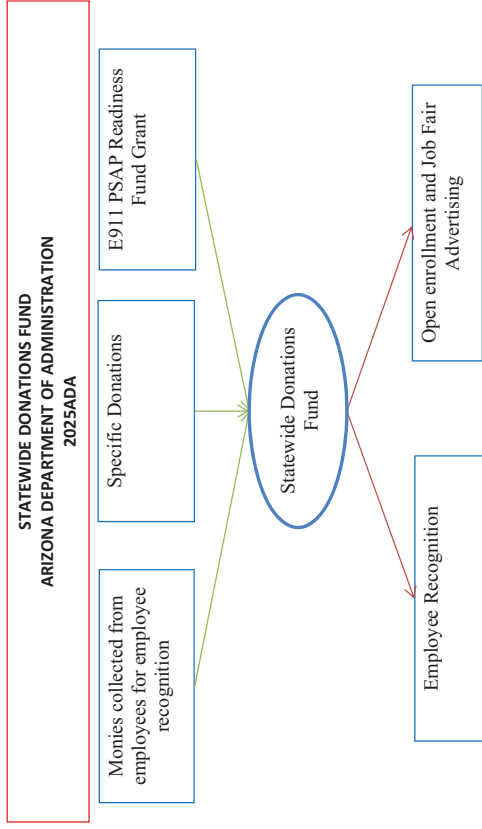 STATEWIDE DONATIONS FUND
ARIZONA DEPARTMENT OF ADMINISTRATION
2025ADA
Monies collected from
employees for employee
recognition
Specific Donations
E911 PSAP Readiness
Fund Grant
Statewide Donations
Fund
Employee Recognition
Open enrollment and Job Fair
Advertising